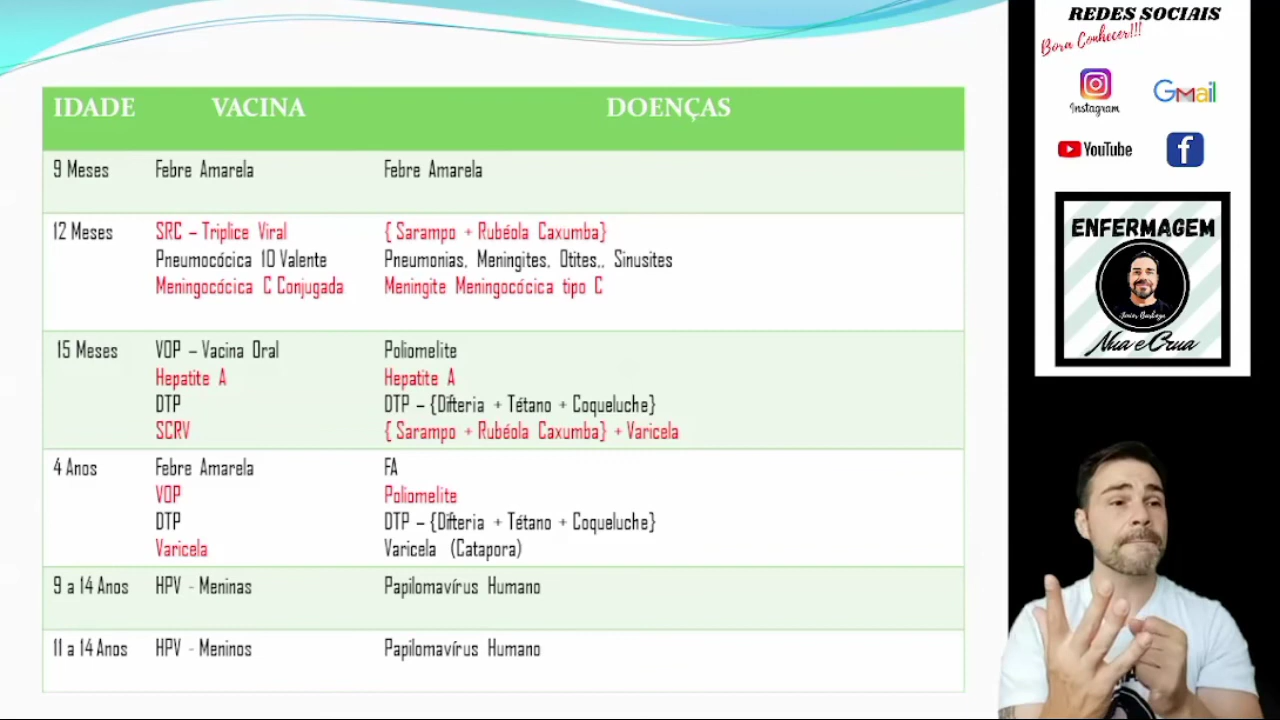 IDADE VACINA DOENÇAS
9 Meses Febre Amarela Febre Amarela
12 Meses SRC – Triplice Viral { Sarampo + Rubéola Caxumba}
Pneumocócica 10 Valente Pneumonias, Meningites, Otites,, Sinusites
Meningocócica C Conjugada Meningite Meningocócica tipo C
15 Meses VOP – Vacina Oral Poliomelite
Hepatite A Hepatite A
DTP DTP – {Difteria + Tétano + Coqueluche}
SCRV { Sarampo + Rubéola Caxumba} + Varicela
4 Anos Febre Amarela FA
VOP Poliomelite
DTP DTP – {Difteria + Tétano + Coqueluche}
Varicela Varicela (Catapora)
9 a 14 Anos HPV - Meninas Papilomavírus Humano
11 a 14 Anos HPV - Meninos Papilomavírus Humano
REDES SOCIAIS
Bora Conhecer!!!
Instagram Gmail
YouTube f
ENFERMAGEM
Nua e Crua